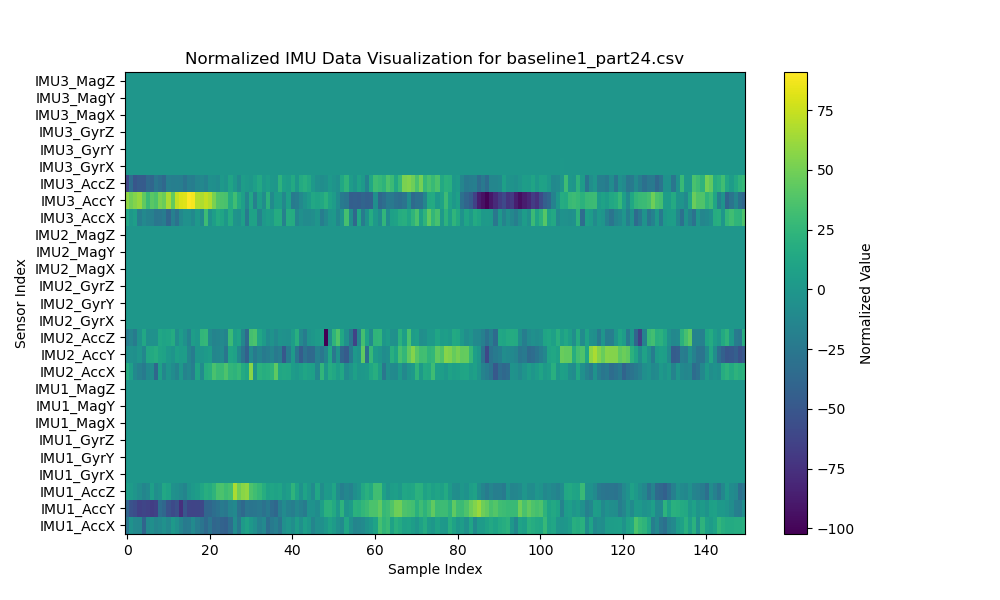 Normalized IMU Data Visualization for baseline1_part24.csv
IMU3_MagZ
IMU3_MagY
IMU3_MagX
IMU3_GyrZ
IMU3_GyrY
IMU3_GyrX
IMU3_AccZ
IMU3_AccY
IMU3_AccX
IMU2_MagZ
IMU2_MagY
IMU2_MagX
IMU2_GyrZ
IMU2_GyrY
IMU2_GyrX
IMU2_AccZ
IMU2_AccY
IMU2_AccX
IMU1_MagZ
IMU1_MagY
IMU1_MagX
IMU1_GyrZ
IMU1_GyrY
IMU1_GyrX
IMU1_AccZ
IMU1_AccY
IMU1_AccX
Sensor Index
0 20 40 60 80 100 120 140
Sample Index
75
50
25
0
−25
−50
−75
−100
Normalized Value